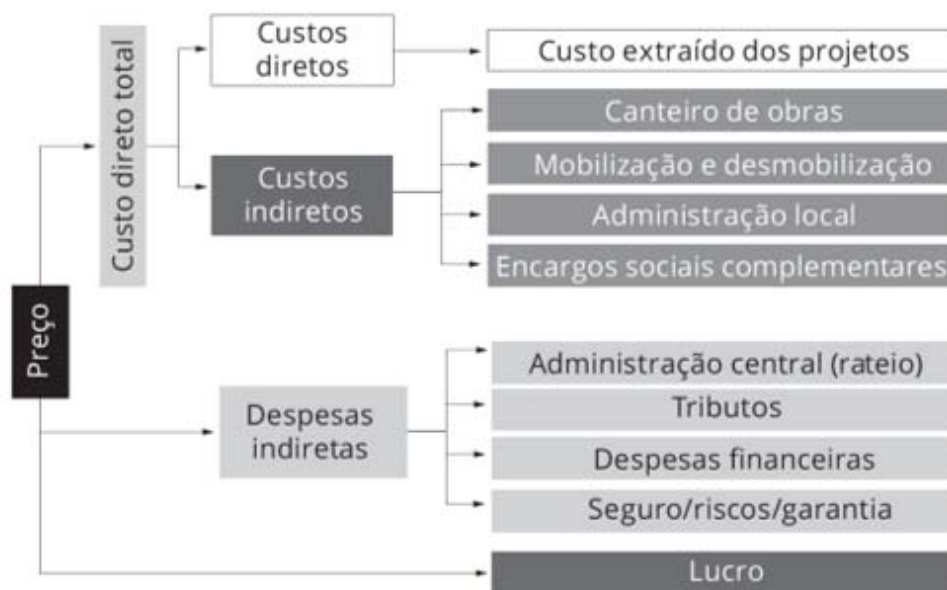 Preço
Custo direto total
Custos
diretos
Custo extraído dos projetos
Custos
indiretos
Canteiro de obras
Mobilização e desmobilização
Administração local
Encargos sociais complementares
Despesas
indiretas
Administração central (rateio)
Tributos
Despesas financeiras
Seguro/riscos/garantia
Lucro